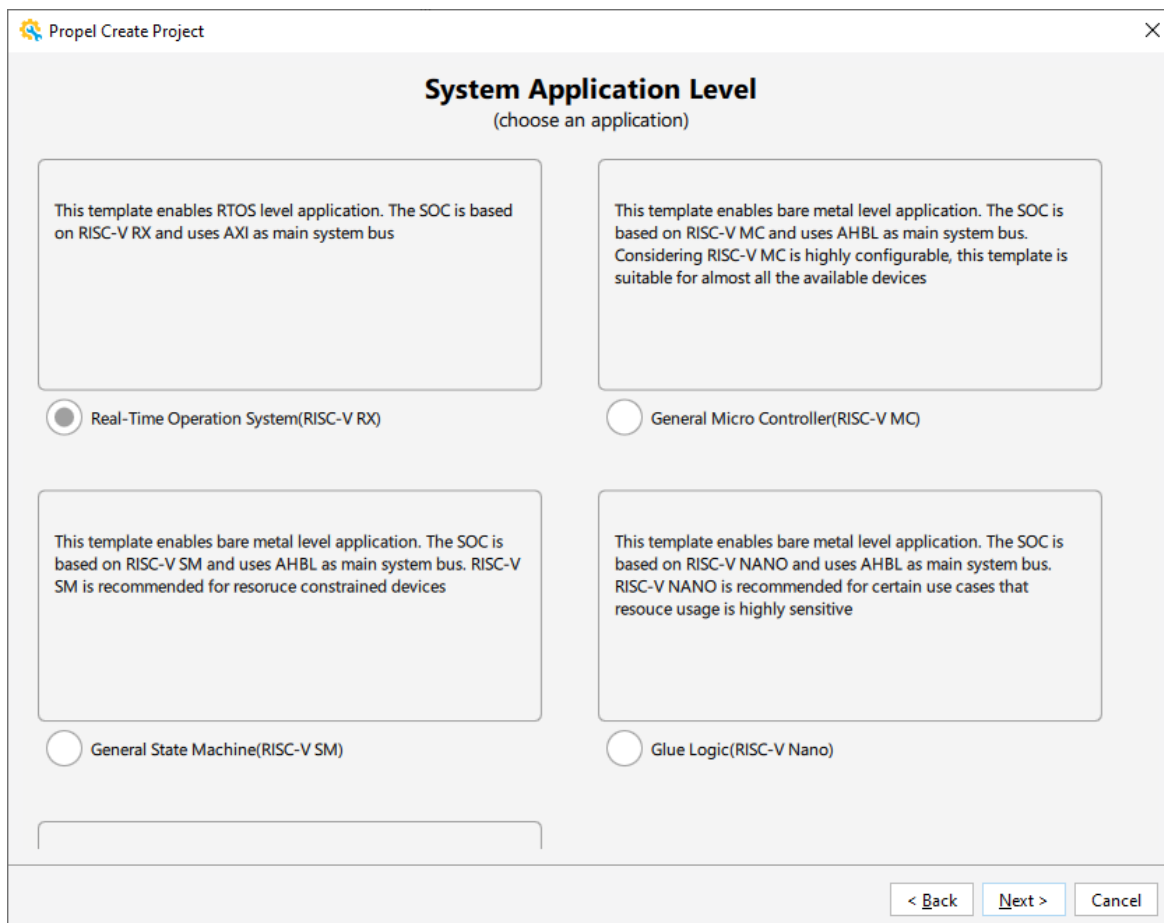 Propel Create Project
System Application Level
(choose an application)
This template enables RTOS level application. The SOC is based
on RISC-V RX and uses AXI as main system bus
This template enables bare metal level application. The SOC is
based on RISC-V MC and uses AHBL as main system bus.
Considering RISC-V MC is highly configurable, this template is
suitable for almost all the available devices
Real-Time Operation System(RISC-V RX)
General Micro Controller(RISC-V MC)
This template enables bare metal level application. The SOC is
based on RISC-V SM and uses AHBL as main system bus. RISC-V
SM is recommended for resoruce constrained devices
This template enables bare metal level application. The SOC is
based on RISC-V NANO and uses AHBL as main system bus.
RISC-V NANO is recommended for certain use cases that
resouce usage is highly sensitive
General State Machine(RISC-V SM)
Glue Logic(RISC-V Nano)
< Back
Next >
Cancel